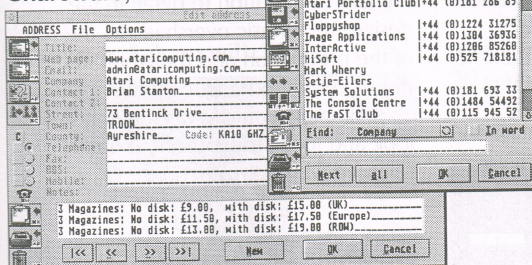 Edit address
ADDRESS File Options
Title:
Web page: www.ataricomputing.com
Email: admin@ataricomputing.com
Company Atari Computing
Contact 1: Brian Stanton
Contact 2:
Street: 73 Bentinck Drive
Town: TROON
County: Ayreshire Code: KA10 6HZ
Telephone:
Fax:
BBS:
Mobile:
Notes:
3 Magazines: No disk: £9.00, with disk: £15.00 (UK)
3 Magazines: No disk: £11.50, with disk: £17.50 (Europe)
3 Magazines: No disk: £13.00, with disk: £19.00 (ROW)
|<< << >> >>| New OK Cancel
Atari Portfolio Club |+44 (0)181 206 89
CyberSTrider
Floppyshop |+44 (0)1224 31275
Image Applications |+44 (0)1304 36936
InterActive |+44 (0)1206 85260
HiSoft |+44 (0)525 718181
Mark Wherry
Setje-Eilers
System Solutions |+44 (0)181 693 33
The Console Centre |+44 (0)1484 54492
The FaST Club |+44 (0)115 945 52
Find: Company In word
Next all OK Cancel